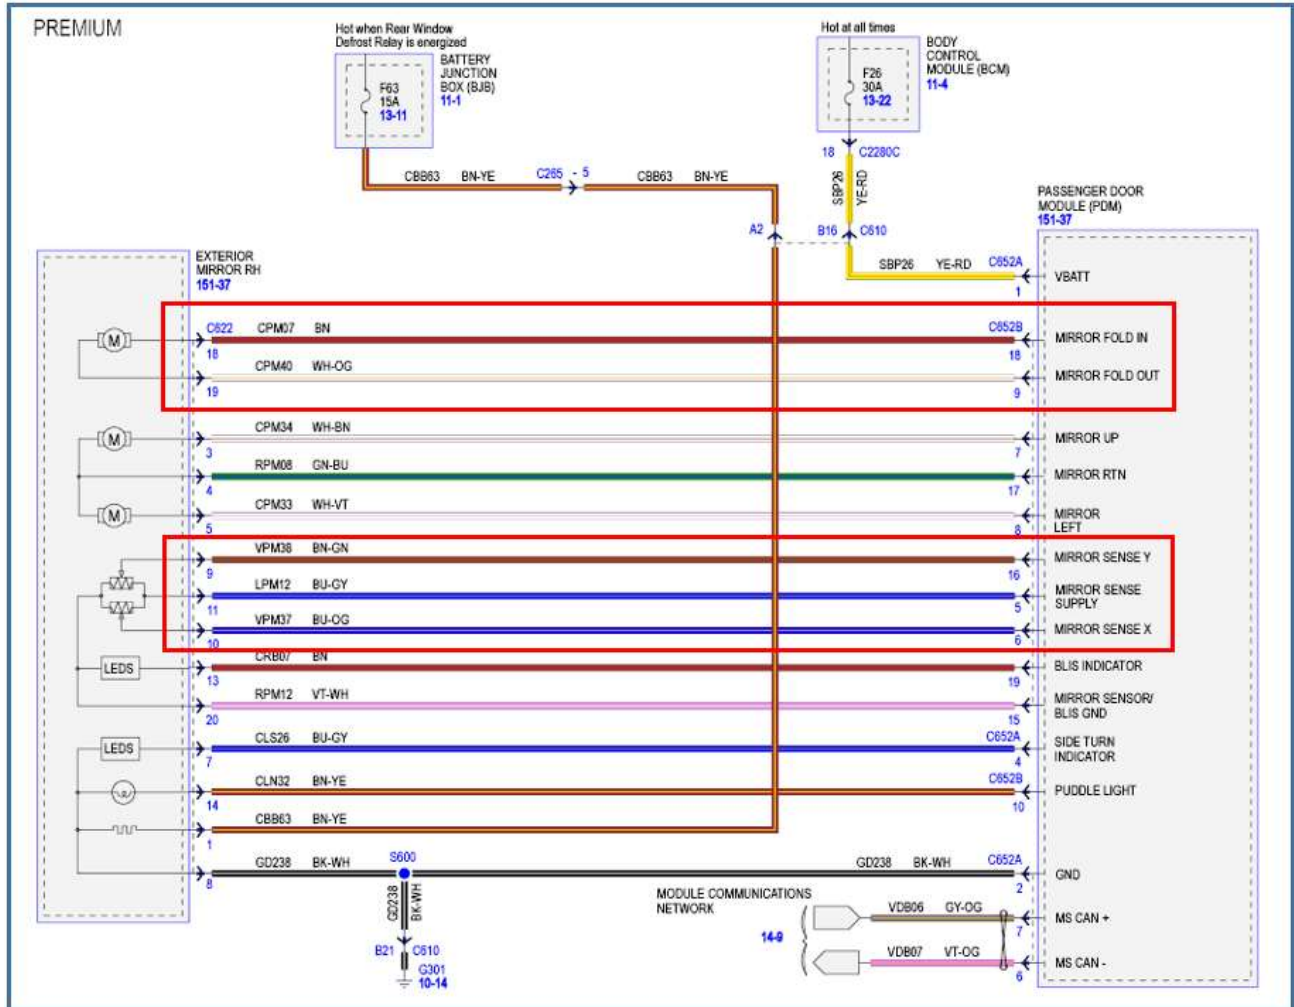 PREMIUM
Hot when Rear Window
Defrost Relay is energized
BATTERY
JUNCTION
BOX (BJB)
11-1
F63
15A
13-11
Hot at all times
BODY
CONTROL
MODULE (BCM)
11-4
F26
30A
13-22
18 C2280C
CBB63 BN-YE C265 - 5 CBB63 BN-YE
SBP26 YE-RD
PASSENGER DOOR
MODULE (PDM)
151-37
A2 B16 C610
EXTERIOR
MIRROR RH
151-37
SBP26 YE-RD C652A
1 VBATT
C622 CPM07 BN C652B
M 18 18 MIRROR FOLD IN
CPM40 WH-OG
19 9 MIRROR FOLD OUT
CPM34 WH-BN
M 3 7 MIRROR UP
RPM08 GN-BU
4 17 MIRROR RTN
CPM33 WH-VT
M 5 8 MIRROR
LEFT
VPM38 BN-GN
9 16 MIRROR SENSE Y
LPM12 BU-GY
11 5 MIRROR SENSE
SUPPLY
VPM37 BU-OG
10 6 MIRROR SENSE X
CRB07 BN
LEDS 13 19 BLIS INDICATOR
RPM12 VT-WH
20 15 MIRROR SENSOR/
BLIS GND
CLS26 BU-GY C652A
LEDS 7 4 SIDE TURN
INDICATOR
CLN32 BN-YE C652B
14 10 PUDDLE LIGHT
CBB63 BN-YE
1
GD238 BK-WH S600 GD238 BK-WH C652A
8 2 GND
GD238 BK-WH
MODULE COMMUNICATIONS
NETWORK
14-9
VDB06 GY-OG
7 MS CAN +
VDB07 VT-OG
6 MS CAN -
B21 C610
G301
10-14